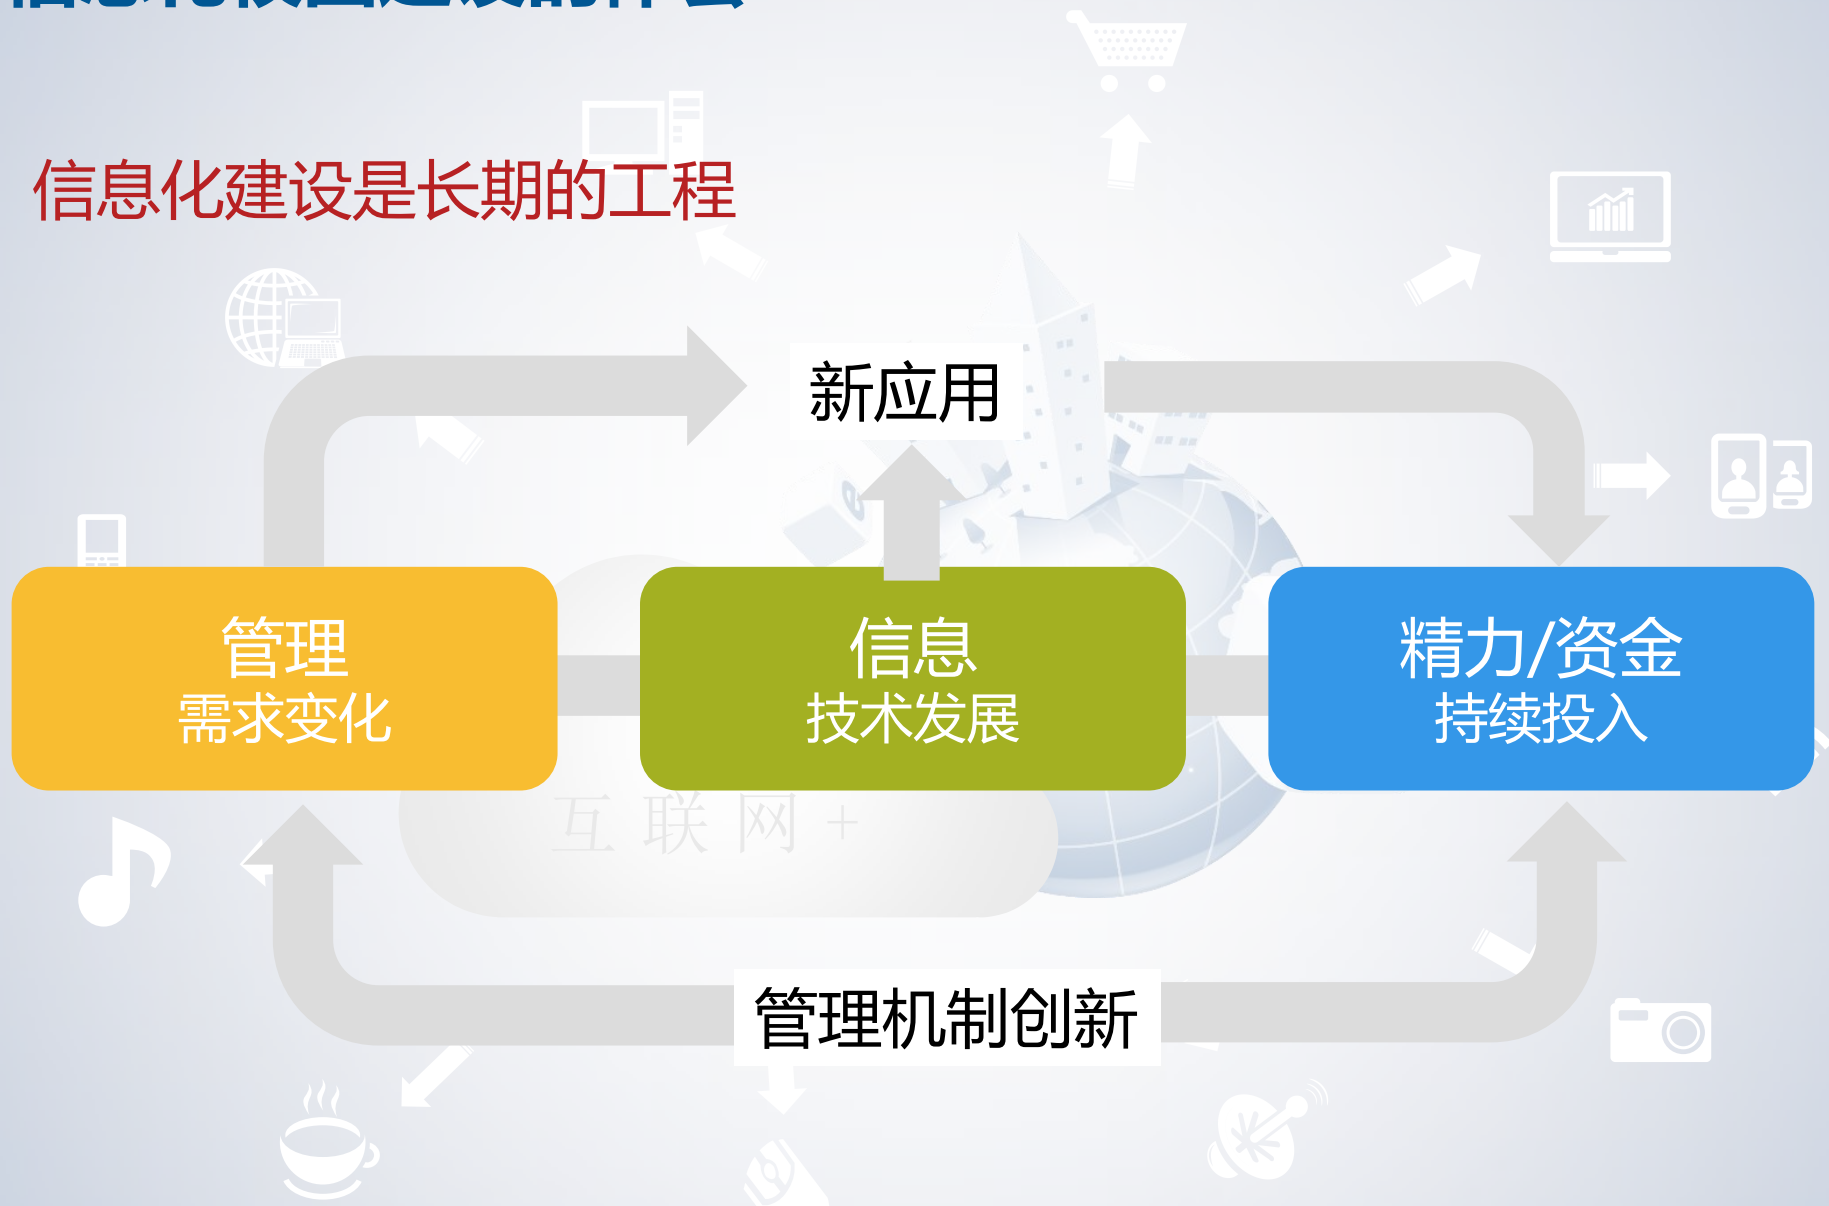 信息化建设是长期的工程
新应用
管理
需求变化
信息
技术发展
精力/资金
持续投入
互联网+
管理机制创新